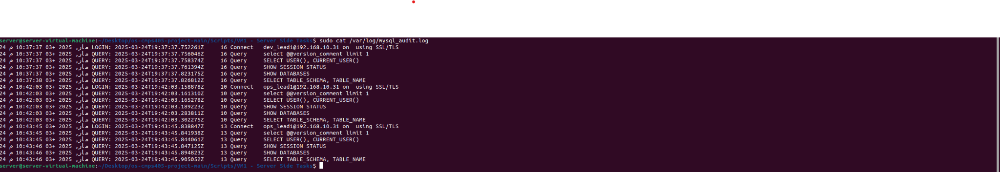 server@server-virtual-machine:~/Desktop/os-cmps405-project-main/Scripts/VM1 - Server Side Tasks$ sudo cat /var/log/mysql_audit.log
24 مار, 2025 +03 10:37:37 م LOGIN: 2025-03-24T19:37:37.752261Z 16 Connect dev_lead1@192.168.10.31 on  using SSL/TLS
24 مار, 2025 +03 10:37:37 م QUERY: 2025-03-24T19:37:37.756046Z 16 Query select @@version_comment limit 1
24 مار, 2025 +03 10:37:37 م QUERY: 2025-03-24T19:37:37.758374Z 16 Query SELECT USER(), CURRENT_USER()
24 مار, 2025 +03 10:37:37 م QUERY: 2025-03-24T19:37:37.761394Z 16 Query SHOW SESSION STATUS
24 مار, 2025 +03 10:37:37 م QUERY: 2025-03-24T19:37:37.823175Z 16 Query SHOW DATABASES
24 مار, 2025 +03 10:37:38 م QUERY: 2025-03-24T19:37:37.826812Z 16 Query SELECT TABLE_SCHEMA, TABLE_NAME
24 مار, 2025 +03 10:42:03 م LOGIN: 2025-03-24T19:42:03.158878Z 10 Connect ops_lead1@192.168.10.31 on  using SSL/TLS
24 مار, 2025 +03 10:42:03 م QUERY: 2025-03-24T19:42:03.161310Z 10 Query select @@version_comment limit 1
24 مار, 2025 +03 10:42:03 م QUERY: 2025-03-24T19:42:03.165278Z 10 Query SELECT USER(), CURRENT_USER()
24 مار, 2025 +03 10:42:03 م QUERY: 2025-03-24T19:42:03.189223Z 10 Query SHOW SESSION STATUS
24 مار, 2025 +03 10:42:03 م QUERY: 2025-03-24T19:42:03.283811Z 10 Query SHOW DATABASES
24 مار, 2025 +03 10:42:03 م QUERY: 2025-03-24T19:42:03.302275Z 10 Query SELECT TABLE_SCHEMA, TABLE_NAME
24 مار, 2025 +03 10:43:45 م LOGIN: 2025-03-24T19:43:45.838847Z 13 Connect ops_lead1@192.168.10.31 on  using SSL/TLS
24 مار, 2025 +03 10:43:45 م QUERY: 2025-03-24T19:43:45.841938Z 13 Query select @@version_comment limit 1
24 مار, 2025 +03 10:43:45 م QUERY: 2025-03-24T19:43:45.844061Z 13 Query SELECT USER(), CURRENT_USER()
24 مار, 2025 +03 10:43:46 م QUERY: 2025-03-24T19:43:45.847125Z 13 Query SHOW SESSION STATUS
24 مار, 2025 +03 10:43:46 م QUERY: 2025-03-24T19:43:45.894823Z 13 Query SHOW DATABASES
24 مار, 2025 +03 10:43:46 م QUERY: 2025-03-24T19:43:45.905052Z 13 Query SELECT TABLE_SCHEMA, TABLE_NAME
server@server-virtual-machine:~/Desktop/os-cmps405-project-main/Scripts/VM1 - Server Side Tasks$